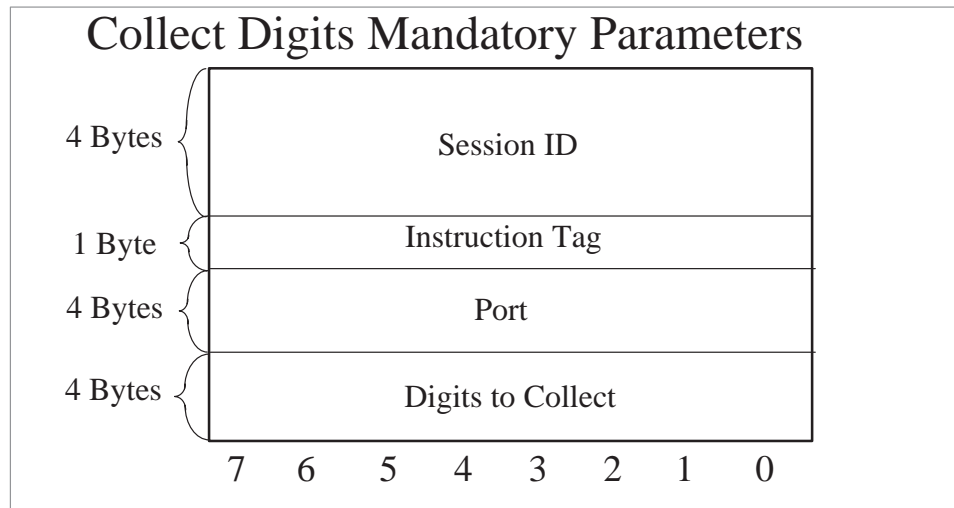 Collect Digits Mandatory Parameters
4 Bytes
Session ID
1 Byte
Instruction Tag
4 Bytes
Port
4 Bytes
Digits to Collect
7 6 5 4 3 2 1 0